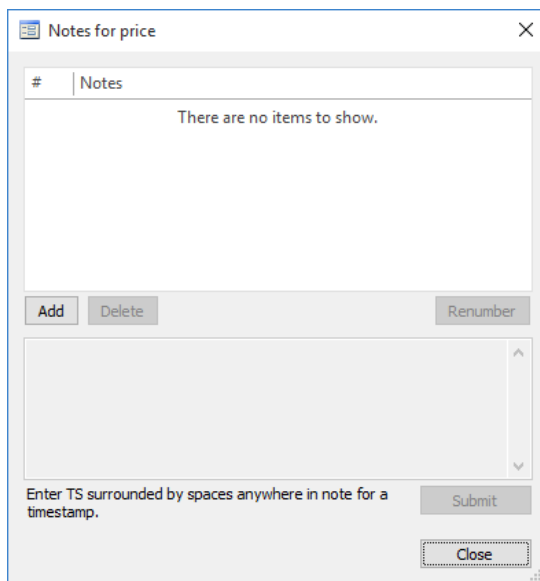 Notes for price
# Notes
There are no items to show.
Add Delete Renumber
Enter TS surrounded by spaces anywhere in note for a
timestamp.
Submit
Close